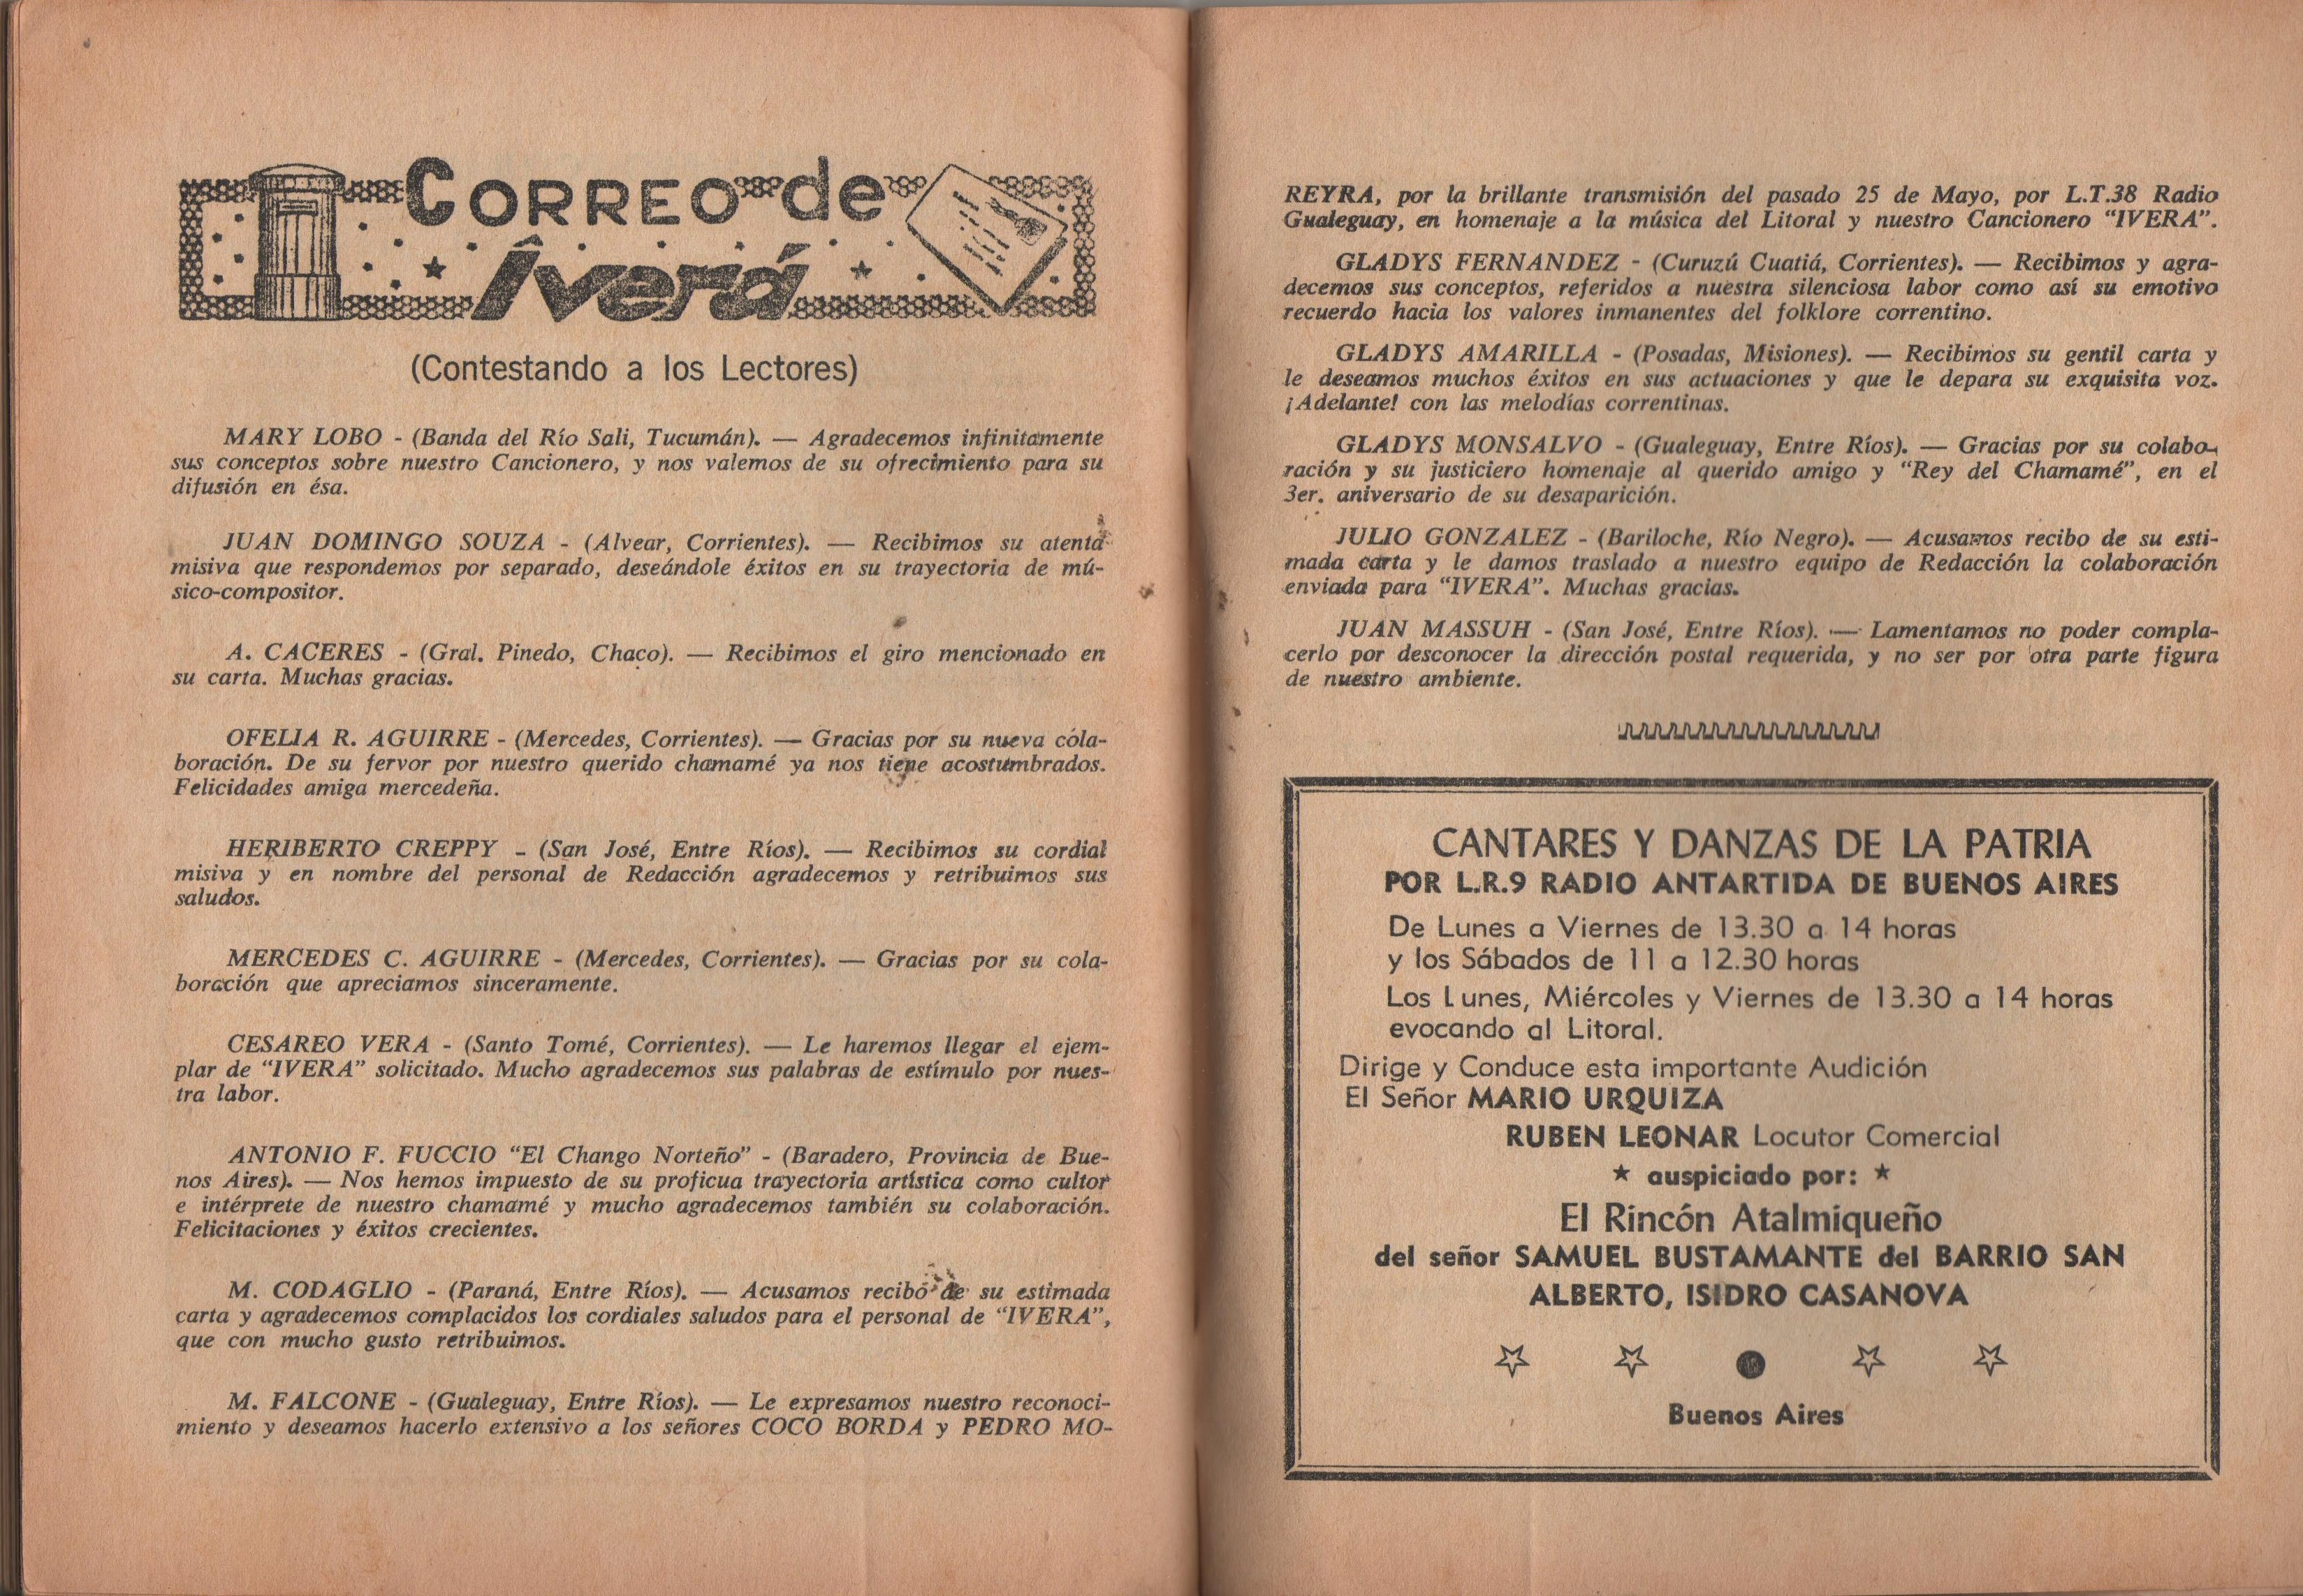 CORREO de
Iverá
(Contestando a los Lectores)
MARY LOBO - (Banda del Río Sali, Tucumán). — Agradecemos infinitamente
sus conceptos sobre nuestro Cancionero, y nos valemos de su ofrecimiento para su
difusión en ésa.
JUAN DOMINGO SOUZA - (Alvear, Corrientes). — Recibimos su atenta
misiva que respondemos por separado, deseándole éxitos en su trayectoria de mú-
sico-compositor.
A. CACERES - (Gral. Pinedo, Chaco). — Recibimos el giro mencionado en
su carta. Muchas gracias.
OFELIA R. AGUIRRE - (Mercedes, Corrientes). — Gracias por su nueva cola-
boración. De su fervor por nuestro querido chamamé ya nos tiene acostumbrados.
Felicidades amiga mercedeña.
HERIBERTO CREPPY - (San José, Entre Ríos). — Recibimos su cordial
misiva y en nombre del personal de Redacción agradecemos y retribuimos sus
saludos.
MERCEDES C. AGUIRRE - (Mercedes, Corrientes). — Gracias por su cola-
boración que apreciamos sinceramente.
CESAREO VERA - (Santo Tomé, Corrientes). — Le haremos llegar el ejem-
plar de “IVERA” solicitado. Mucho agradecemos sus palabras de estímulo por nues-
tra labor.
ANTONIO F. FUCCIO “El Chango Norteño” - (Baradero, Provincia de Bue-
nos Aires). — Nos hemos impuesto de su proficua trayectoria artística como cultor
e intérprete de nuestro chamamé y mucho agradecemos también su colaboración.
Felicitaciones y éxitos crecientes.
M. CODAGLIO - (Paraná, Entre Ríos). — Acusamos recibo de su estimada
carta y agradecemos complacidos los cordiales saludos para el personal de “IVERA”,
que con mucho gusto retribuimos.
M. FALCONE - (Gualeguay, Entre Ríos). — Le expresamos nuestro reconoci-
miento y deseamos hacerlo extensivo a los señores COCO BORDA y PEDRO MO-
REYRA, por la brillante transmisión del pasado 25 de Mayo, por L.T.38 Radio
Gualeguay, en homenaje a la música del Litoral y nuestro Cancionero “IVERA”.
GLADYS FERNANDEZ - (Curuzú Cuatiá, Corrientes). — Recibimos y agra-
decemos sus conceptos, referidos a nuestra silenciosa labor como así su emotivo
recuerdo hacia los valores inmanentes del folklore correntino.
GLADYS AMARILLA - (Posadas, Misiones). — Recibimos su gentil carta y
le deseamos muchos éxitos en sus actuaciones y que le depara su exquisita voz.
¡Adelante! con las melodías correntinas.
GLADYS MONSALVO - (Gualeguay, Entre Ríos). — Gracias por su colabo-
ración y su justiciero homenaje al querido amigo y “Rey del Chamamé”, en el
3er. aniversario de su desaparición.
JULIO GONZALEZ - (Bariloche, Río Negro). — Acusamos recibo de su esti-
mada carta y le damos traslado a nuestro equipo de Redacción la colaboración
enviada para “IVERA”. Muchas gracias.
JUAN MASSUH - (San José, Entre Ríos). — Lamentamos no poder compla-
cerlo por desconocer la dirección postal requerida, y no ser por otra parte figura
de nuestro ambiente.
CANTARES Y DANZAS DE LA PATRIA
POR L.R.9 RADIO ANTARTIDA DE BUENOS AIRES
De Lunes a Viernes de 13.30 a 14 horas
y los Sábados de 11 a 12.30 horas
Los Lunes, Miércoles y Viernes de 13.30 a 14 horas
evocando al Litoral.
Dirige y Conduce esta importante Audición
El Señor MARIO URQUIZA
RUBEN LEONAR Locutor Comercial
★ auspiciado por: ★
El Rincón Atalmiqueño
del señor SAMUEL BUSTAMANTE del BARRIO SAN
ALBERTO, ISIDRO CASANOVA
Buenos Aires